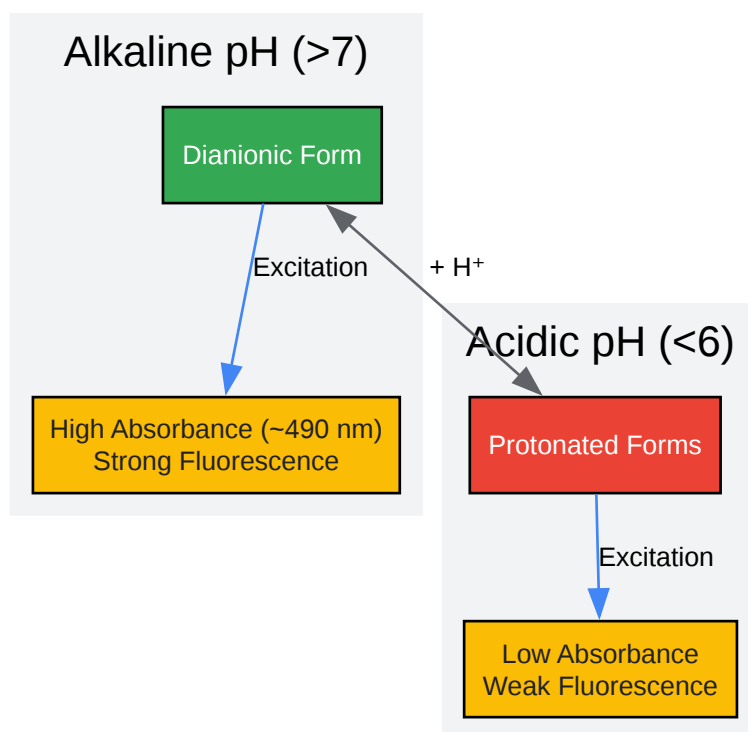 Alkaline pH (>7)
Dianionic Form
Excitation
+ H⁺
Acidic pH (<6)
High Absorbance (~490 nm)
Strong Fluorescence
Protonated Forms
Excitation
Low Absorbance
Weak Fluorescence